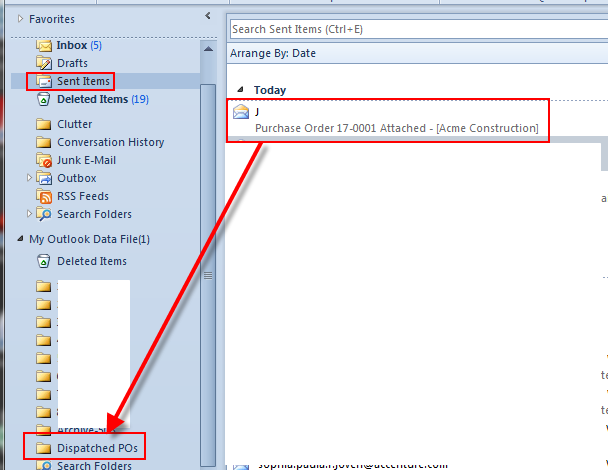 Favorites
Inbox (5)
Drafts
Sent Items
Deleted Items (19)
Clutter
Conversation History
Junk E-Mail
Outbox
RSS Feeds
Search Folders
My Outlook Data File(1)
Deleted Items
Dispatched POs
Search Folders
Search Sent Items (Ctrl+E)
Arrange By: Date
Today
J
Purchase Order 17-0001 Attached - [Acme Construction]